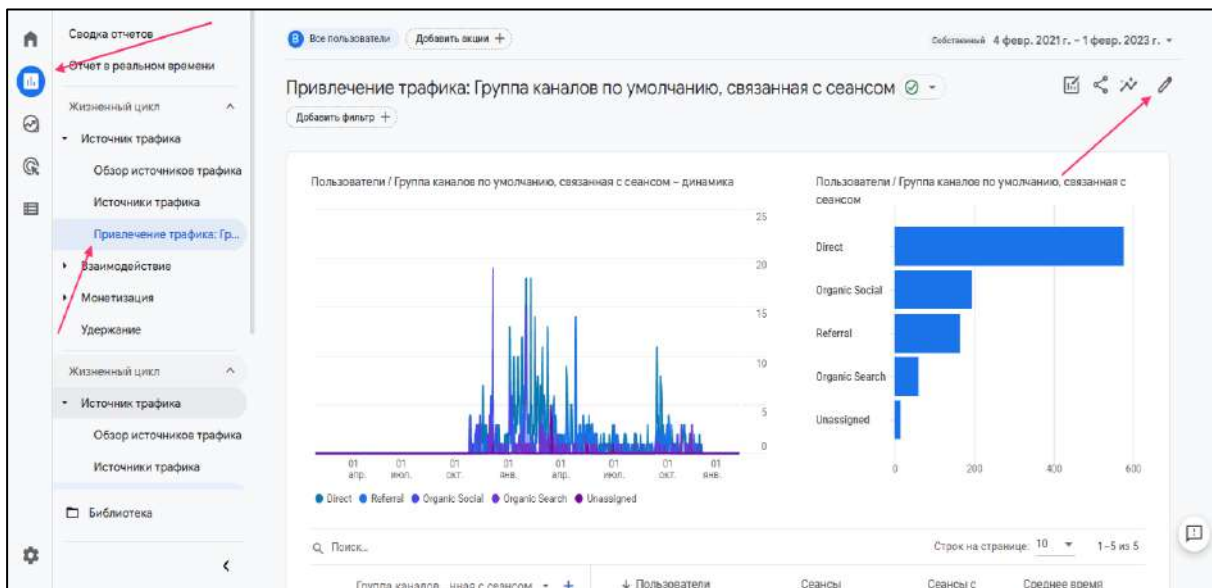 Сводка отчетов
Отчет в реальном времени
Жизненный цикл
Источник трафика
Обзор источников трафика
Источники трафика
Привлечение трафика: Гр...
Взаимодействие
Монетизация
Удержание
Жизненный цикл
Источник трафика
Обзор источников трафика
Источники трафика
Библиотека
В Все пользователи Добавить акции +
Собственный 4 февр. 2021 г. – 1 февр. 2023 г.
Привлечение трафика: Группа каналов по умолчанию, связанная с сеансом
Добавить фильтр +
Пользователи / Группа каналов по умолчанию, связанная с сеансом – динамика
25
20
15
10
5
0
01 01 01 01 01 01 01 01
апр. июл. окт. янв. апр. июл. окт. янв.
Direct Referral Organic Social Organic Search Unassigned
Пользователи / Группа каналов по умолчанию, связанная с
сеансом
Direct
Organic Social
Referral
Organic Search
Unassigned
0 200 400 600
Поиск...
Строк на странице: 10 1–5 из 5
Группа каналов...нная с сеансом + ↓ Пользователи Сеансы Сеансы с Среднее время